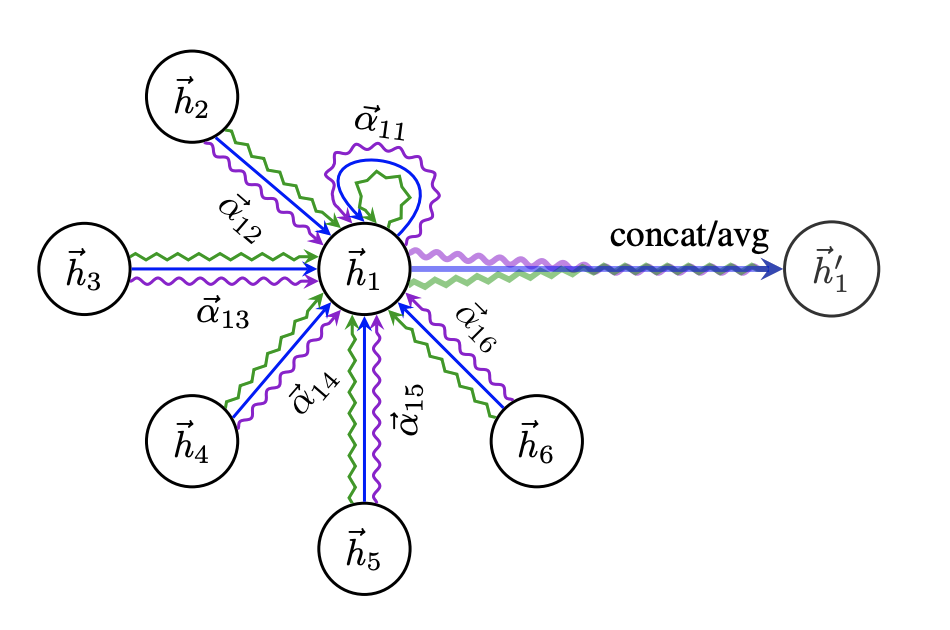 h⃗₂
α⃗₁₁
α⃗₁₂
concat/avg
h⃗₃
h⃗₁
h⃗′₁
α⃗₁₃
α⃗₁₆
α⃗₁₄
α⃗₁₅
h⃗₄
h⃗₆
h⃗₅